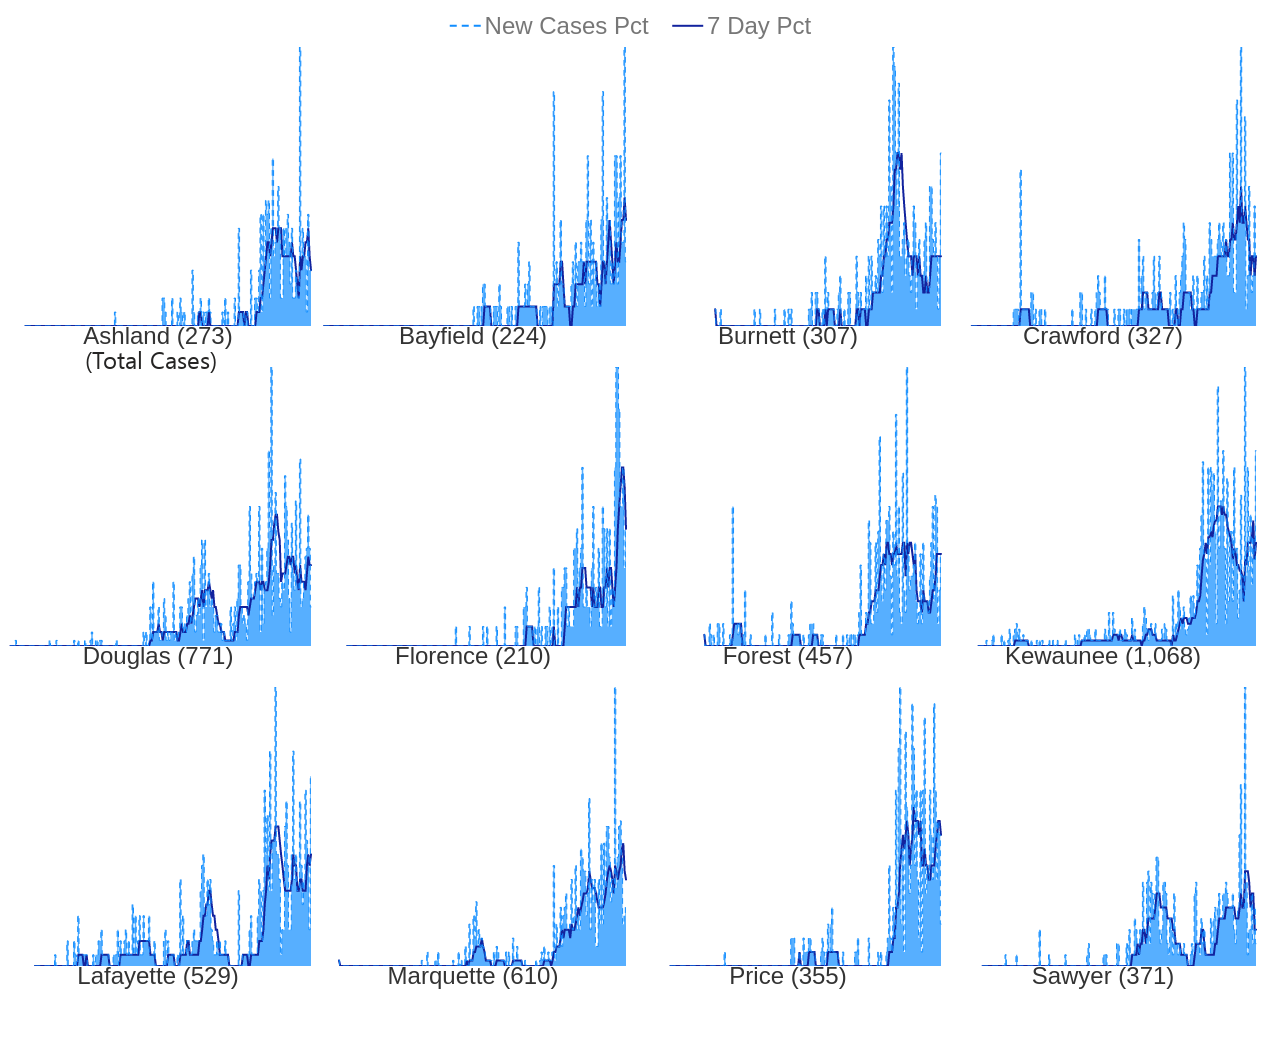 New Cases Pct 7 Day Pct
Ashland (273) Bayfield (224) Burnett (307) Crawford (327)
(Total Cases)
Douglas (771) Florence (210) Forest (457) Kewaunee (1,068)
Lafayette (529) Marquette (610) Price (355) Sawyer (371)